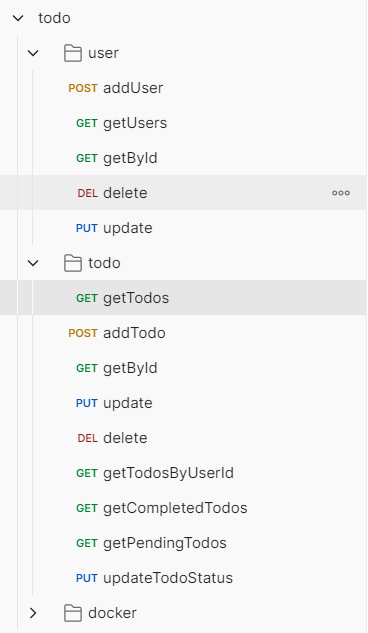 todo
user
POST addUser
GET getUsers
GET getById
DEL delete
PUT update
todo
GET getTodos
POST addTodo
GET getById
PUT update
DEL delete
GET getTodosByUserId
GET getCompletedTodos
GET getPendingTodos
PUT updateTodoStatus
docker